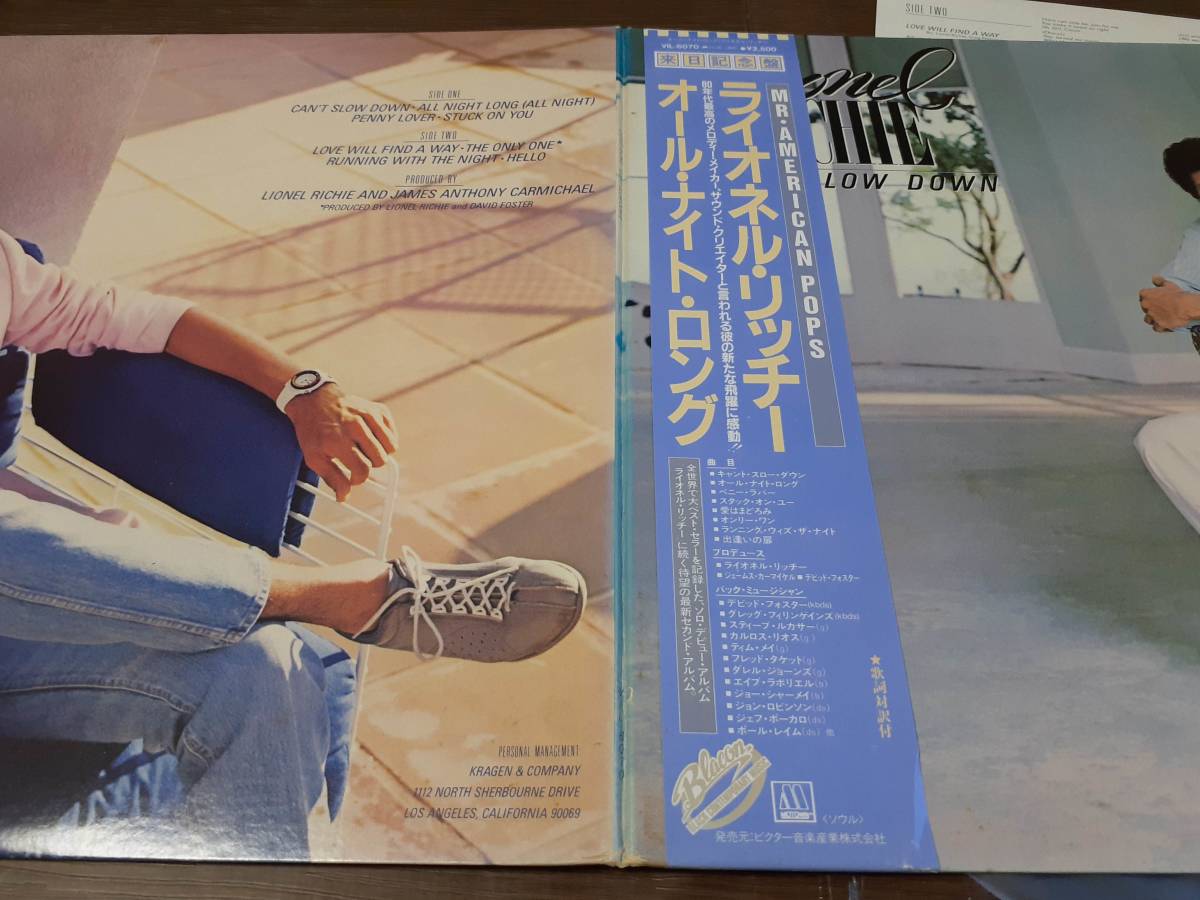 SIDE ONE
CAN'T SLOW DOWN • ALL NIGHT LONG (ALL NIGHT)
PENNY LOVER • STUCK ON YOU
SIDE TWO
LOVE WILL FIND A WAY • THE ONLY ONE*
RUNNING WITH THE NIGHT • HELLO
PRODUCED BY
LIONEL RICHIE AND JAMES ANTHONY CARMICHAEL
*PRODUCED BY LIONEL RICHIE and DAVID FOSTER
PERSONAL MANAGEMENT
KRAGEN & COMPANY
1112 NORTH SHERBOURNE DRIVE
LOS ANGELES, CALIFORNIA 90069
VIL-6070
●¥2,500
来日記念盤
MR・AMERICAN POPS
ライオネル・リッチー
80年代最高のメロディー・メイカー、サウンド・クリエイターと言われる彼の新たな飛躍に感動!!
オール・ナイト・ロング
全世界で大ベスト・セラーを記録した、ソロ・デビュー・アルバム
ライオネル・リッチーに続く待望の最新セカンド・アルバム。
曲目
■キャント・スロー・ダウン
■オール・ナイト・ロング
■ペニー・ラバー
■スタック・オン・ユー
■愛はまどろみ
■オンリー・ワン
■ランニング・ウィズ・ザ・ナイト
■出逢いの扉
プロデュース
■ライオネル・リッチー
■ジェームス・カーマイケル ■デビット・フォスター
バック・ミュージシャン
■デビッド・フォスター(kbds)
■グレッグ・フィリンゲインズ(kbds)
■スティーブ・ルカサー(g)
■カルロス・リオス(g)
■ティム・メイ(g)
■フレッド・タケット(g)
■ダレル・ジョーンズ(g)
■エイブ・ラボリエル(b)
■ジョー・シャーメイ(b)
■ジョン・ロビンソン(ds)
■ジェフ・ポーカロ(ds)
■ポール・レイム(ds) 他
★歌詞対訳付
Blacon
BLACK CONTEMPORARY MUSIC
M
<ソウル>
発売元:ビクター音楽産業株式会社
onel
CHIE
LOW DOWN
SIDE TWO
LOVE WILL FIND A WAY